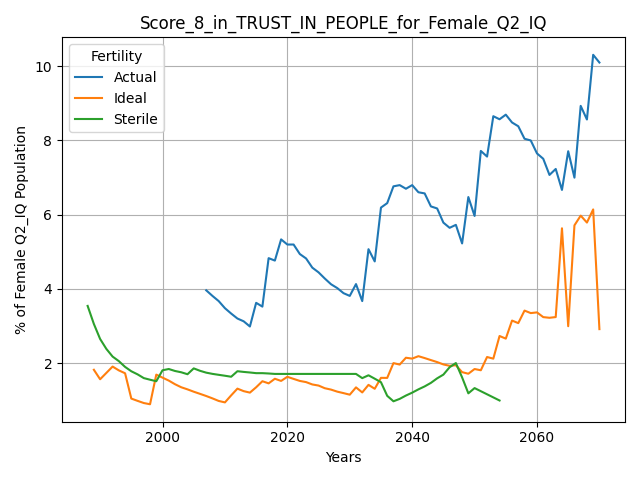 Score_8_in_TRUST_IN_PEOPLE_for_Female_Q2_IQ
Fertility
Actual
Ideal
Sterile
% of Female Q2_IQ Population
10
8
6
4
2
2000
2020
2040
2060
Years